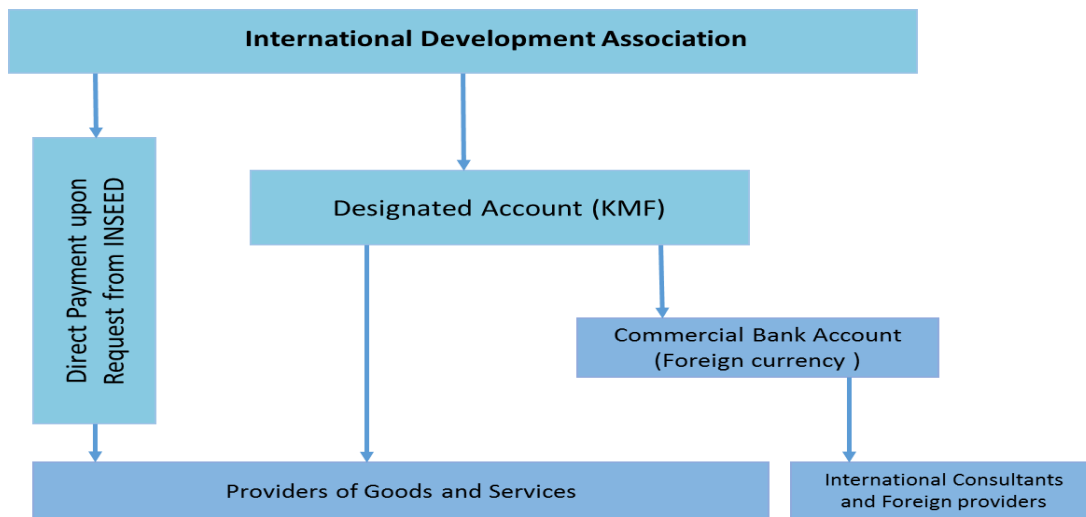 International Development Association
Direct Payment upon
Request from INSEED
Designated Account (KMF)
Commercial Bank Account
(Foreign currency )
Providers of Goods and Services
International Consultants
and Foreign providers